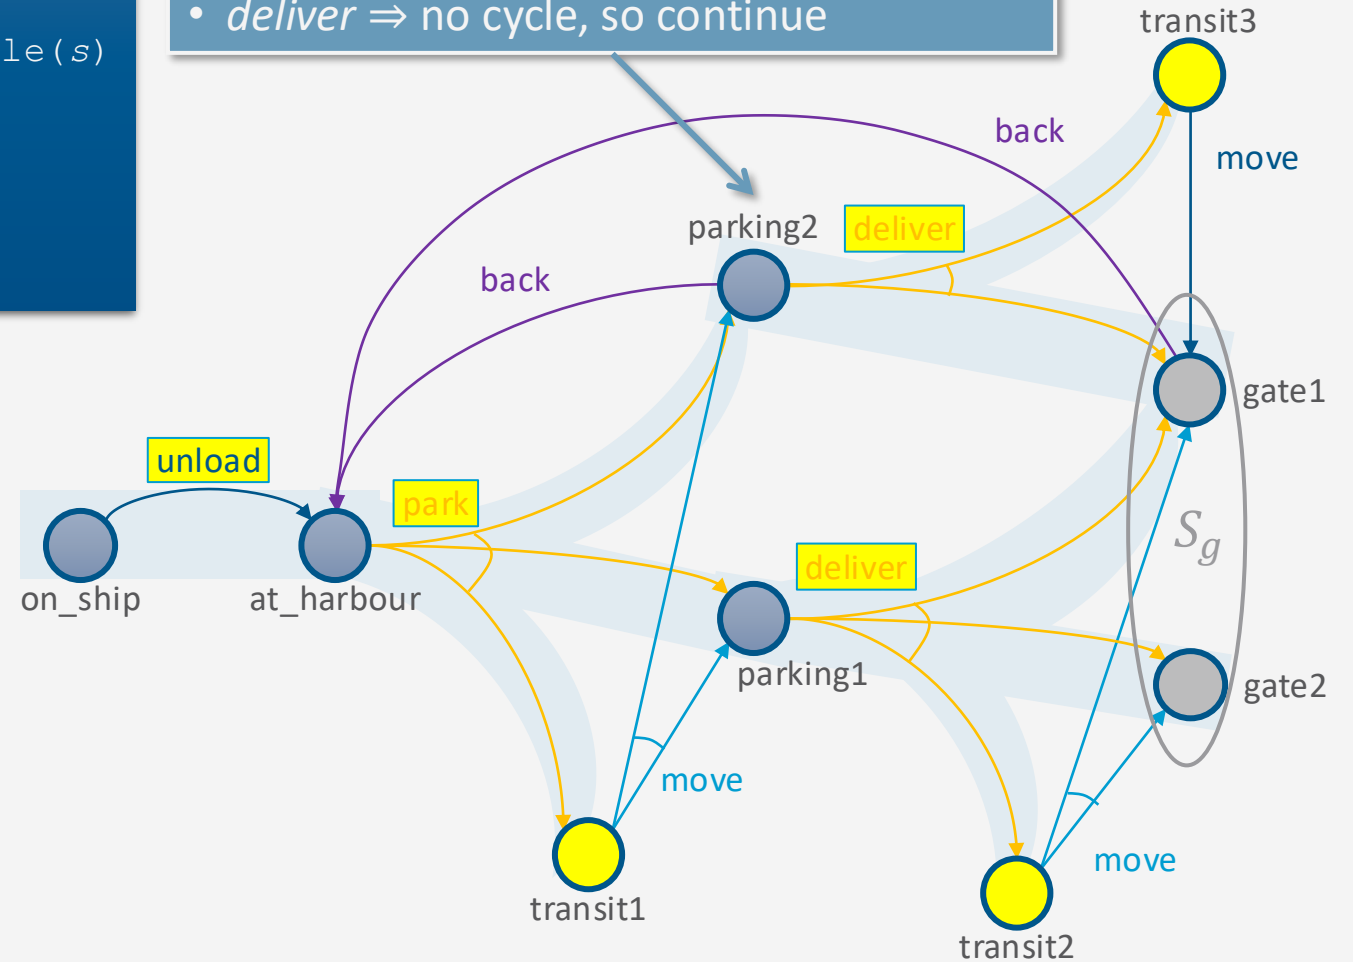 le(s)
• deliver ⇒ no cycle, so continue
transit3
back
move
parking2
deliver
back
gate1
unload
park
S_g
deliver
on_ship
at_harbour
parking1
gate2
move
move
transit1
transit2